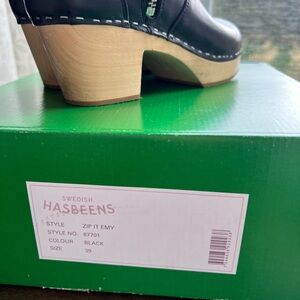 SWEDISH
HASBEENS
STYLE ZIP IT EMY
STYLE NO. 87701
COLOUR BLACK
SIZE 39